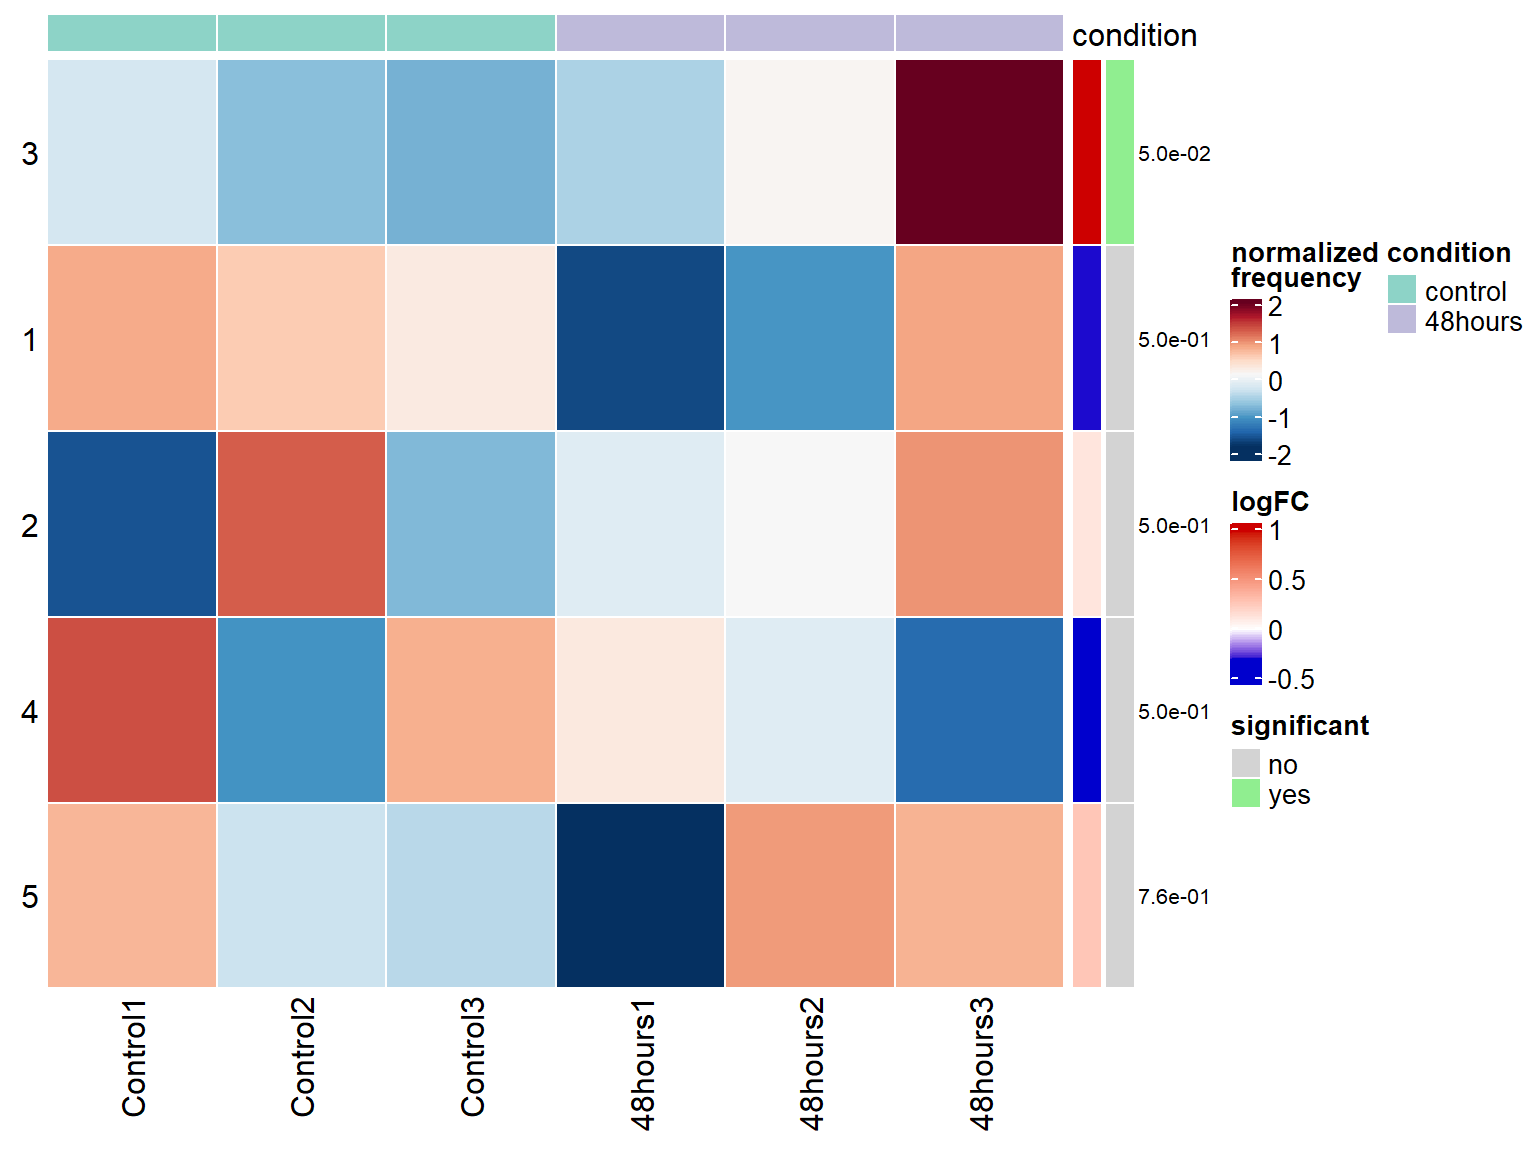 condition
3
5.0e-02
1
5.0e-01
2
5.0e-01
4
5.0e-01
5
7.6e-01
Control1
Control2
Control3
48hours1
48hours2
48hours3
normalized
frequency
2
1
0
-1
-2
condition
control
48hours
logFC
1
0.5
0
-0.5
significant
no
yes